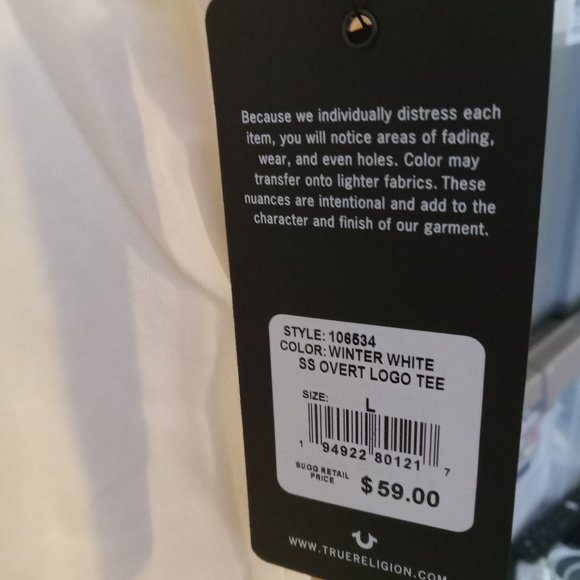 Because we individually distress each
item, you will notice areas of fading,
wear, and even holes. Color may
transfer onto lighter fabrics. These
nuances are intentional and add to the
character and finish of our garment.
STYLE: 106534
COLOR: WINTER WHITE
SS OVERT LOGO TEE
SIZE: L
1 94922 80121 7
SUGG RETAIL
PRICE $59.00
WWW.TRUERELIGION.COM